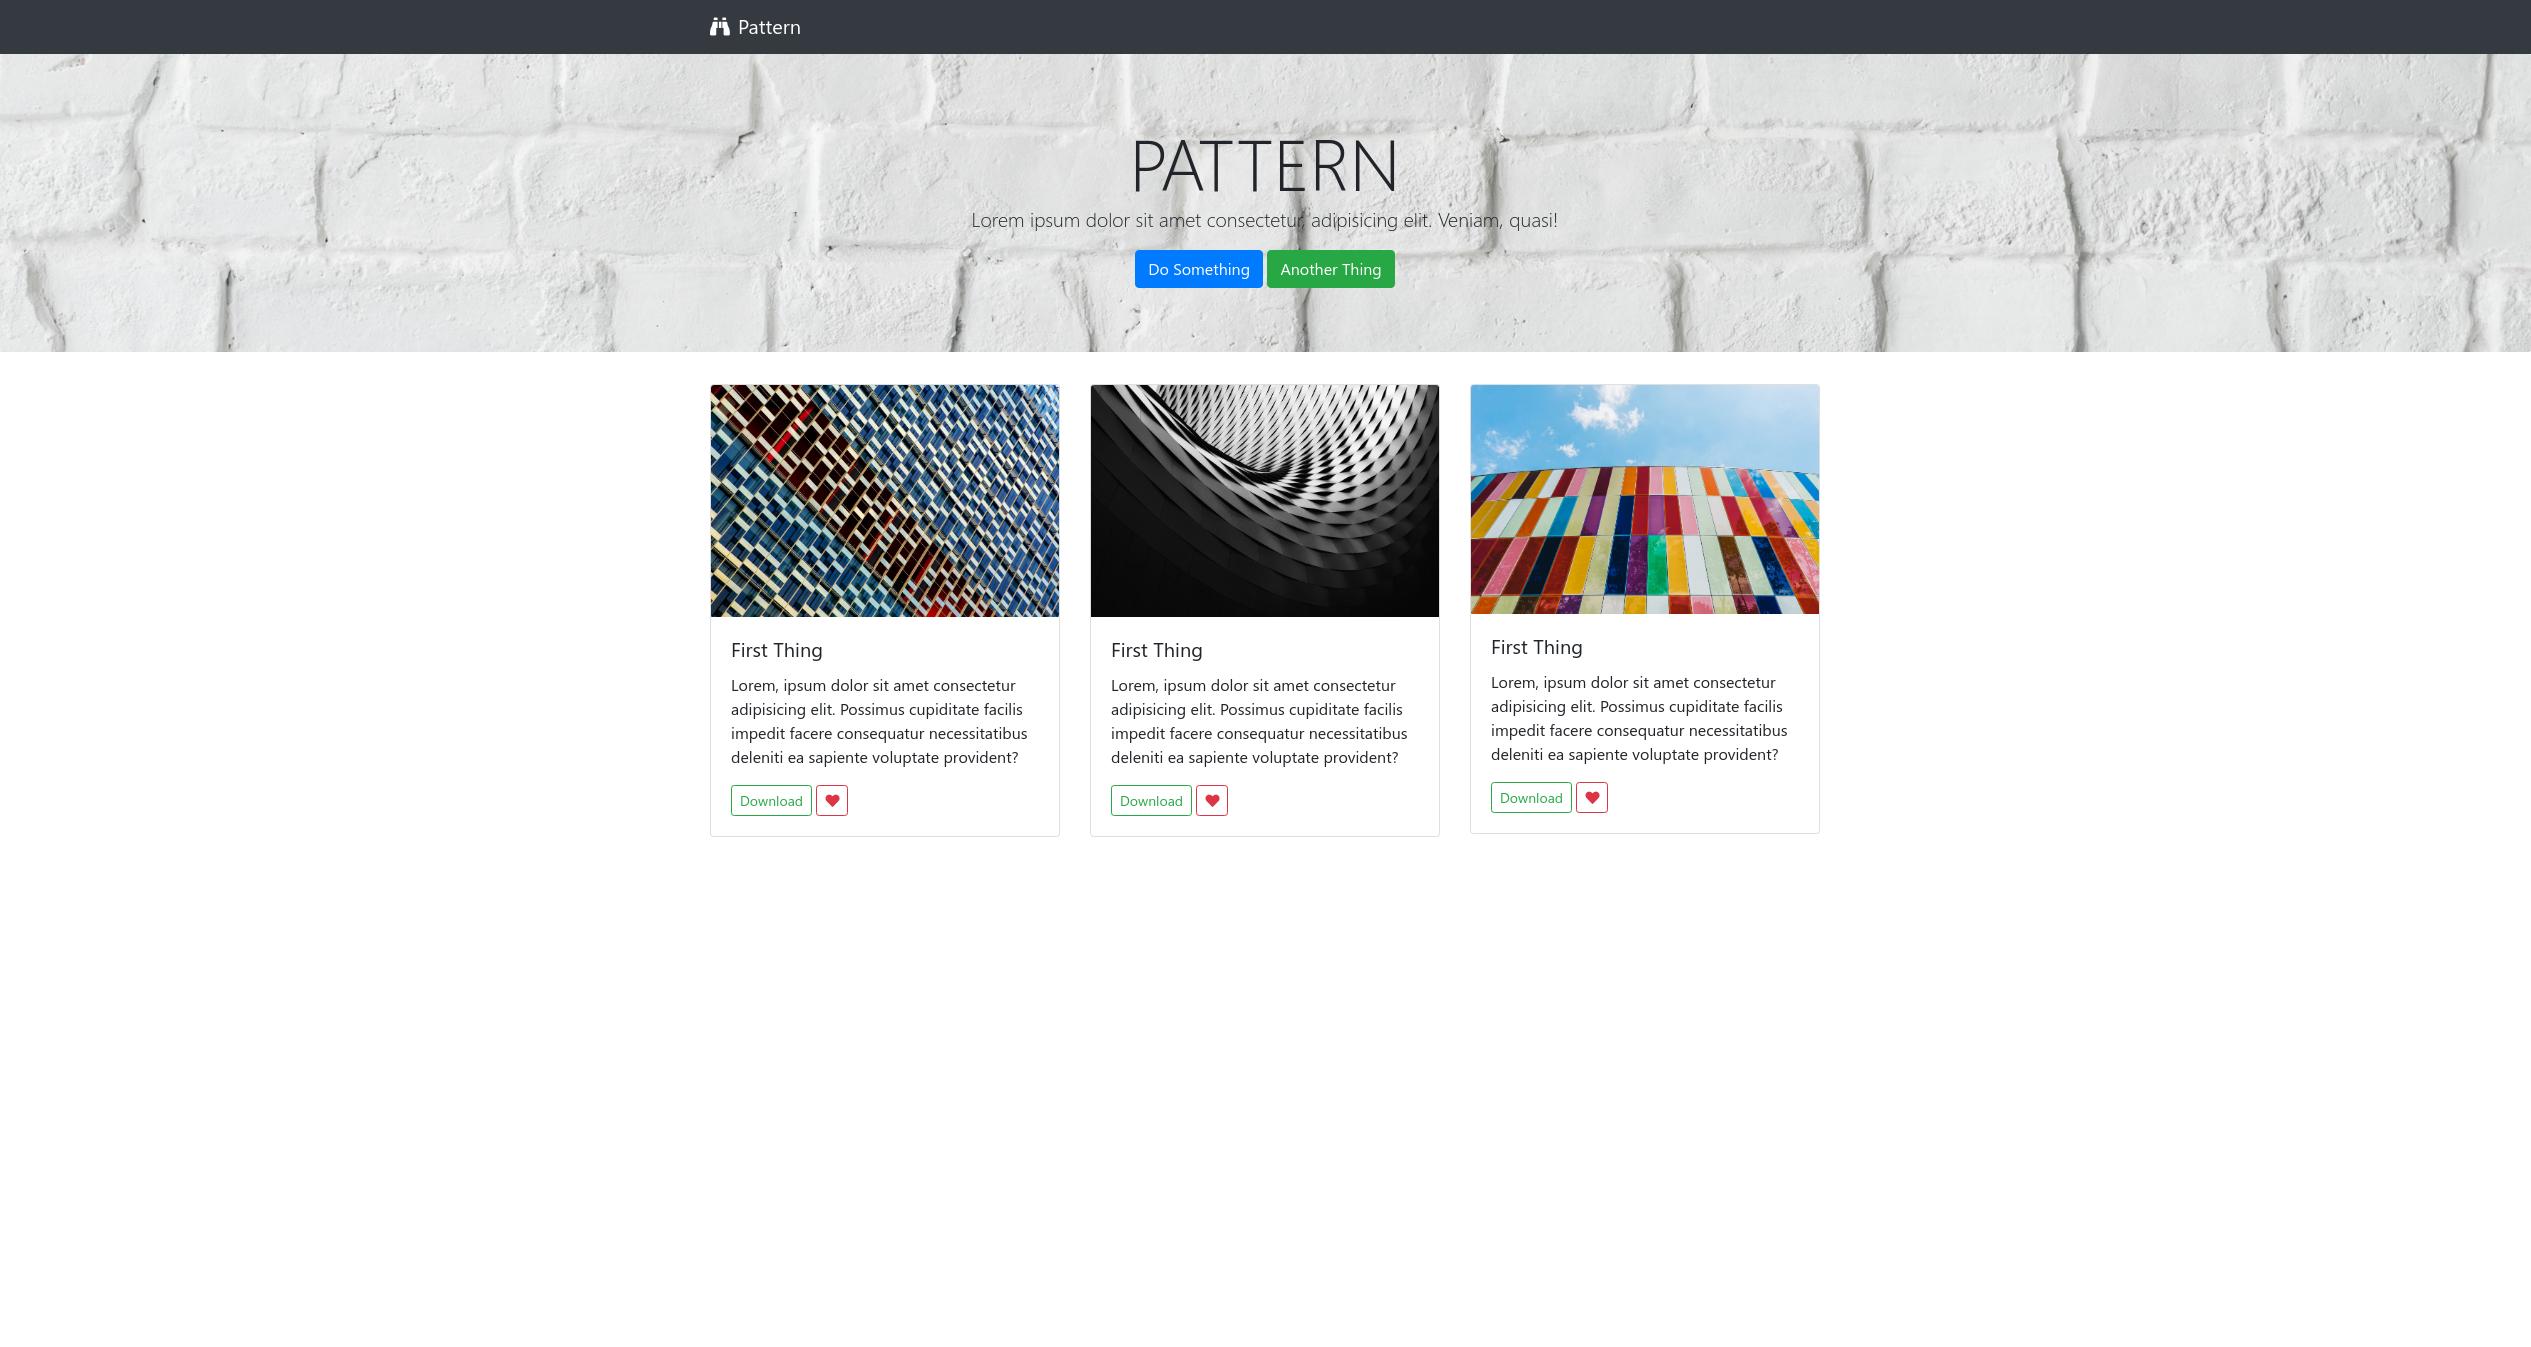 Pattern
PATTERN
Lorem ipsum dolor sit amet consectetur, adipisicing elit. Veniam, quasi!
Do Something Another Thing
First Thing
Lorem, ipsum dolor sit amet consectetur
adipisicing elit. Possimus cupiditate facilis
impedit facere consequatur necessitatibus
deleniti ea sapiente voluptate provident?
Download
First Thing
Lorem, ipsum dolor sit amet consectetur
adipisicing elit. Possimus cupiditate facilis
impedit facere consequatur necessitatibus
deleniti ea sapiente voluptate provident?
Download
First Thing
Lorem, ipsum dolor sit amet consectetur
adipisicing elit. Possimus cupiditate facilis
impedit facere consequatur necessitatibus
deleniti ea sapiente voluptate provident?
Download